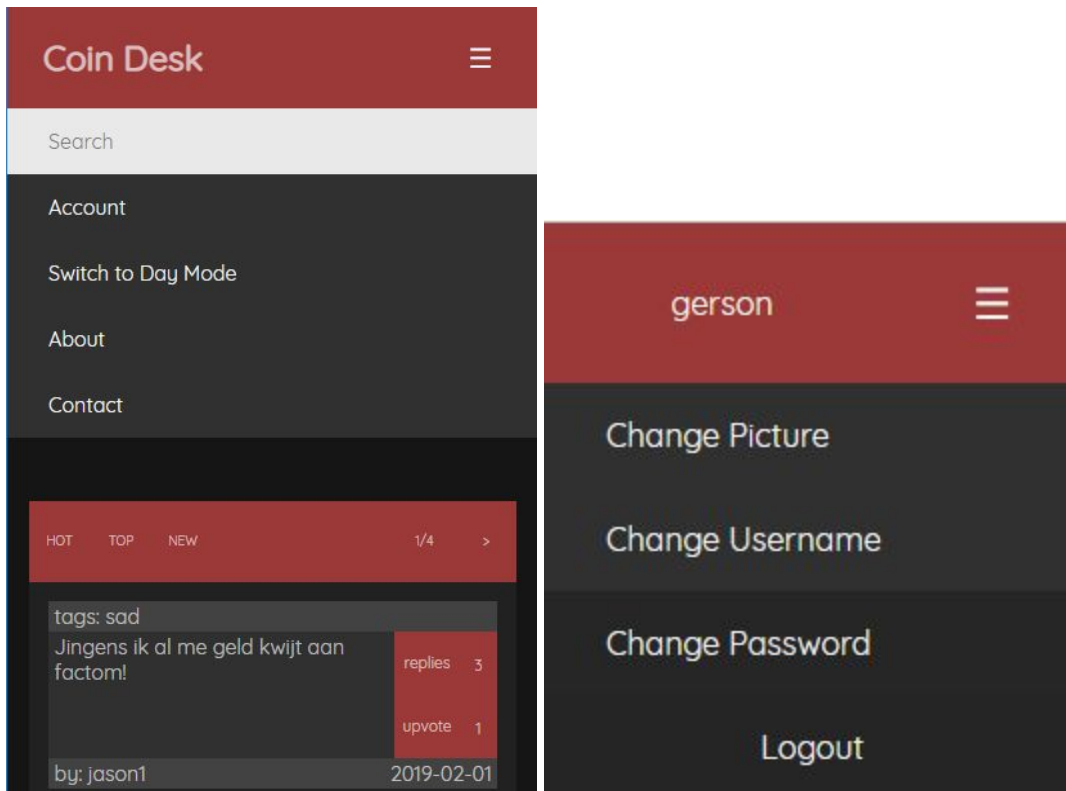 Coin Desk ☰
Search
Account
Switch to Day Mode
About
Contact
HOT TOP NEW 1/4 >
tags: sad
Jingens ik al me geld kwijt aan
factom!
replies 3
upvote 1
by: jason1 2019-02-01
gerson ☰
Change Picture
Change Username
Change Password
Logout